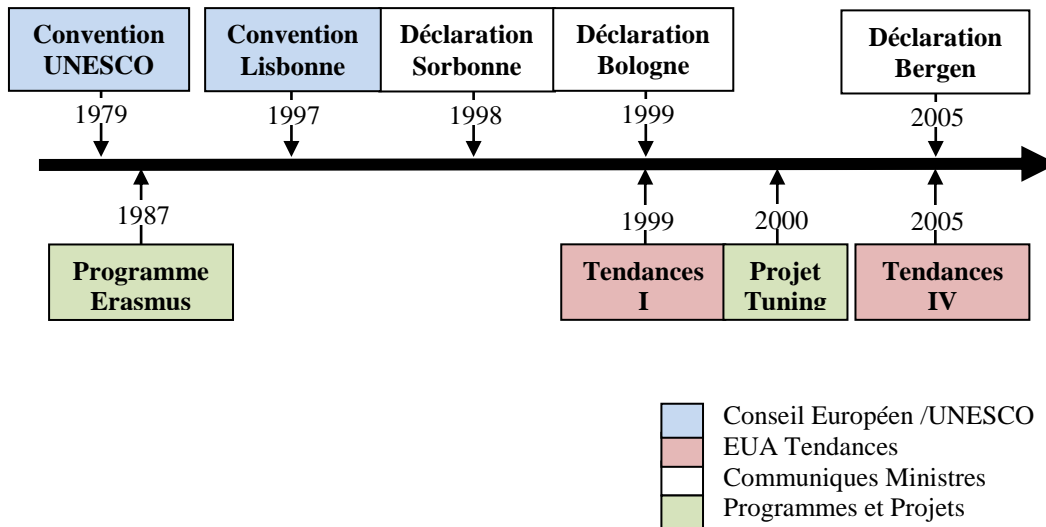 Convention
UNESCO
Convention
Lisbonne
Déclaration
Sorbonne
Déclaration
Bologne
Déclaration
Bergen
1979
1997
1998
1999
2005
1987
1999
2000
2005
Programme
Erasmus
Tendances
I
Projet
Tuning
Tendances
IV
Conseil Européen /UNESCO
EUA Tendances
Communiques Ministres
Programmes et Projets